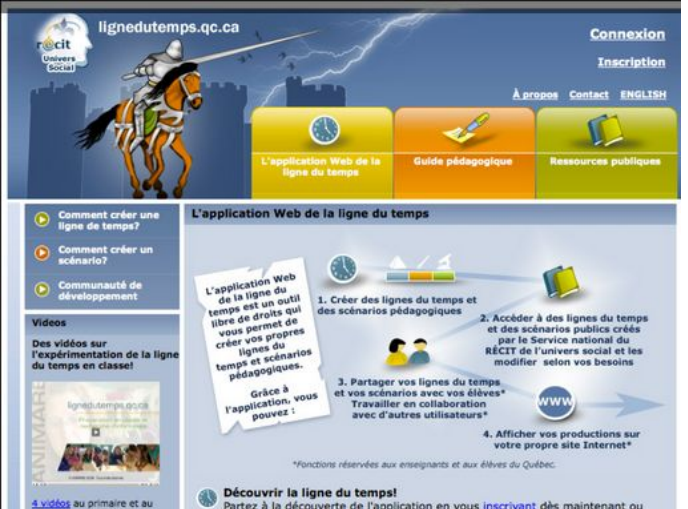 lignedutemps.qc.ca
récit
Univers
Social
Connexion
Inscription
À propos Contact ENGLISH
L'application Web de la
ligne du temps
Guide pédagogique
Ressources publiques
Comment créer une
ligne de temps?
Comment créer un
scénario?
Communauté de
développement
Videos
Des vidéos sur
l'expérimentation de la ligne
du temps en classe!
ANIMARE
lignedutemps.qc.ca
4 vidéos au primaire et au
L'application Web de la ligne du temps
L'application Web
de la ligne du
temps est un outil
libre de droits qui
vous permet de
créer vos propres
lignes du
temps et scénarios
pédagogiques.
Grâce à
l'application, vous
pouvez :
1. Créer des lignes du temps et
des scénarios pédagogiques
2. Accèder à des lignes du temps
et des scénarios publics créés
par le Service national du
RÉCIT de l'univers social et les
modifier selon vos besoins
3. Partager vos lignes du temps
et vos scénarios avec vos élèves*
Travailler en collaboration
avec d'autres utilisateurs*
WWW
4. Afficher vos productions sur
votre propre site Internet*
*Fonctions réservées aux enseignants et aux élèves du Québec.
Découvrir la ligne du temps!
Partez à la découverte de l'application en vous inscrivant dès maintenant ou